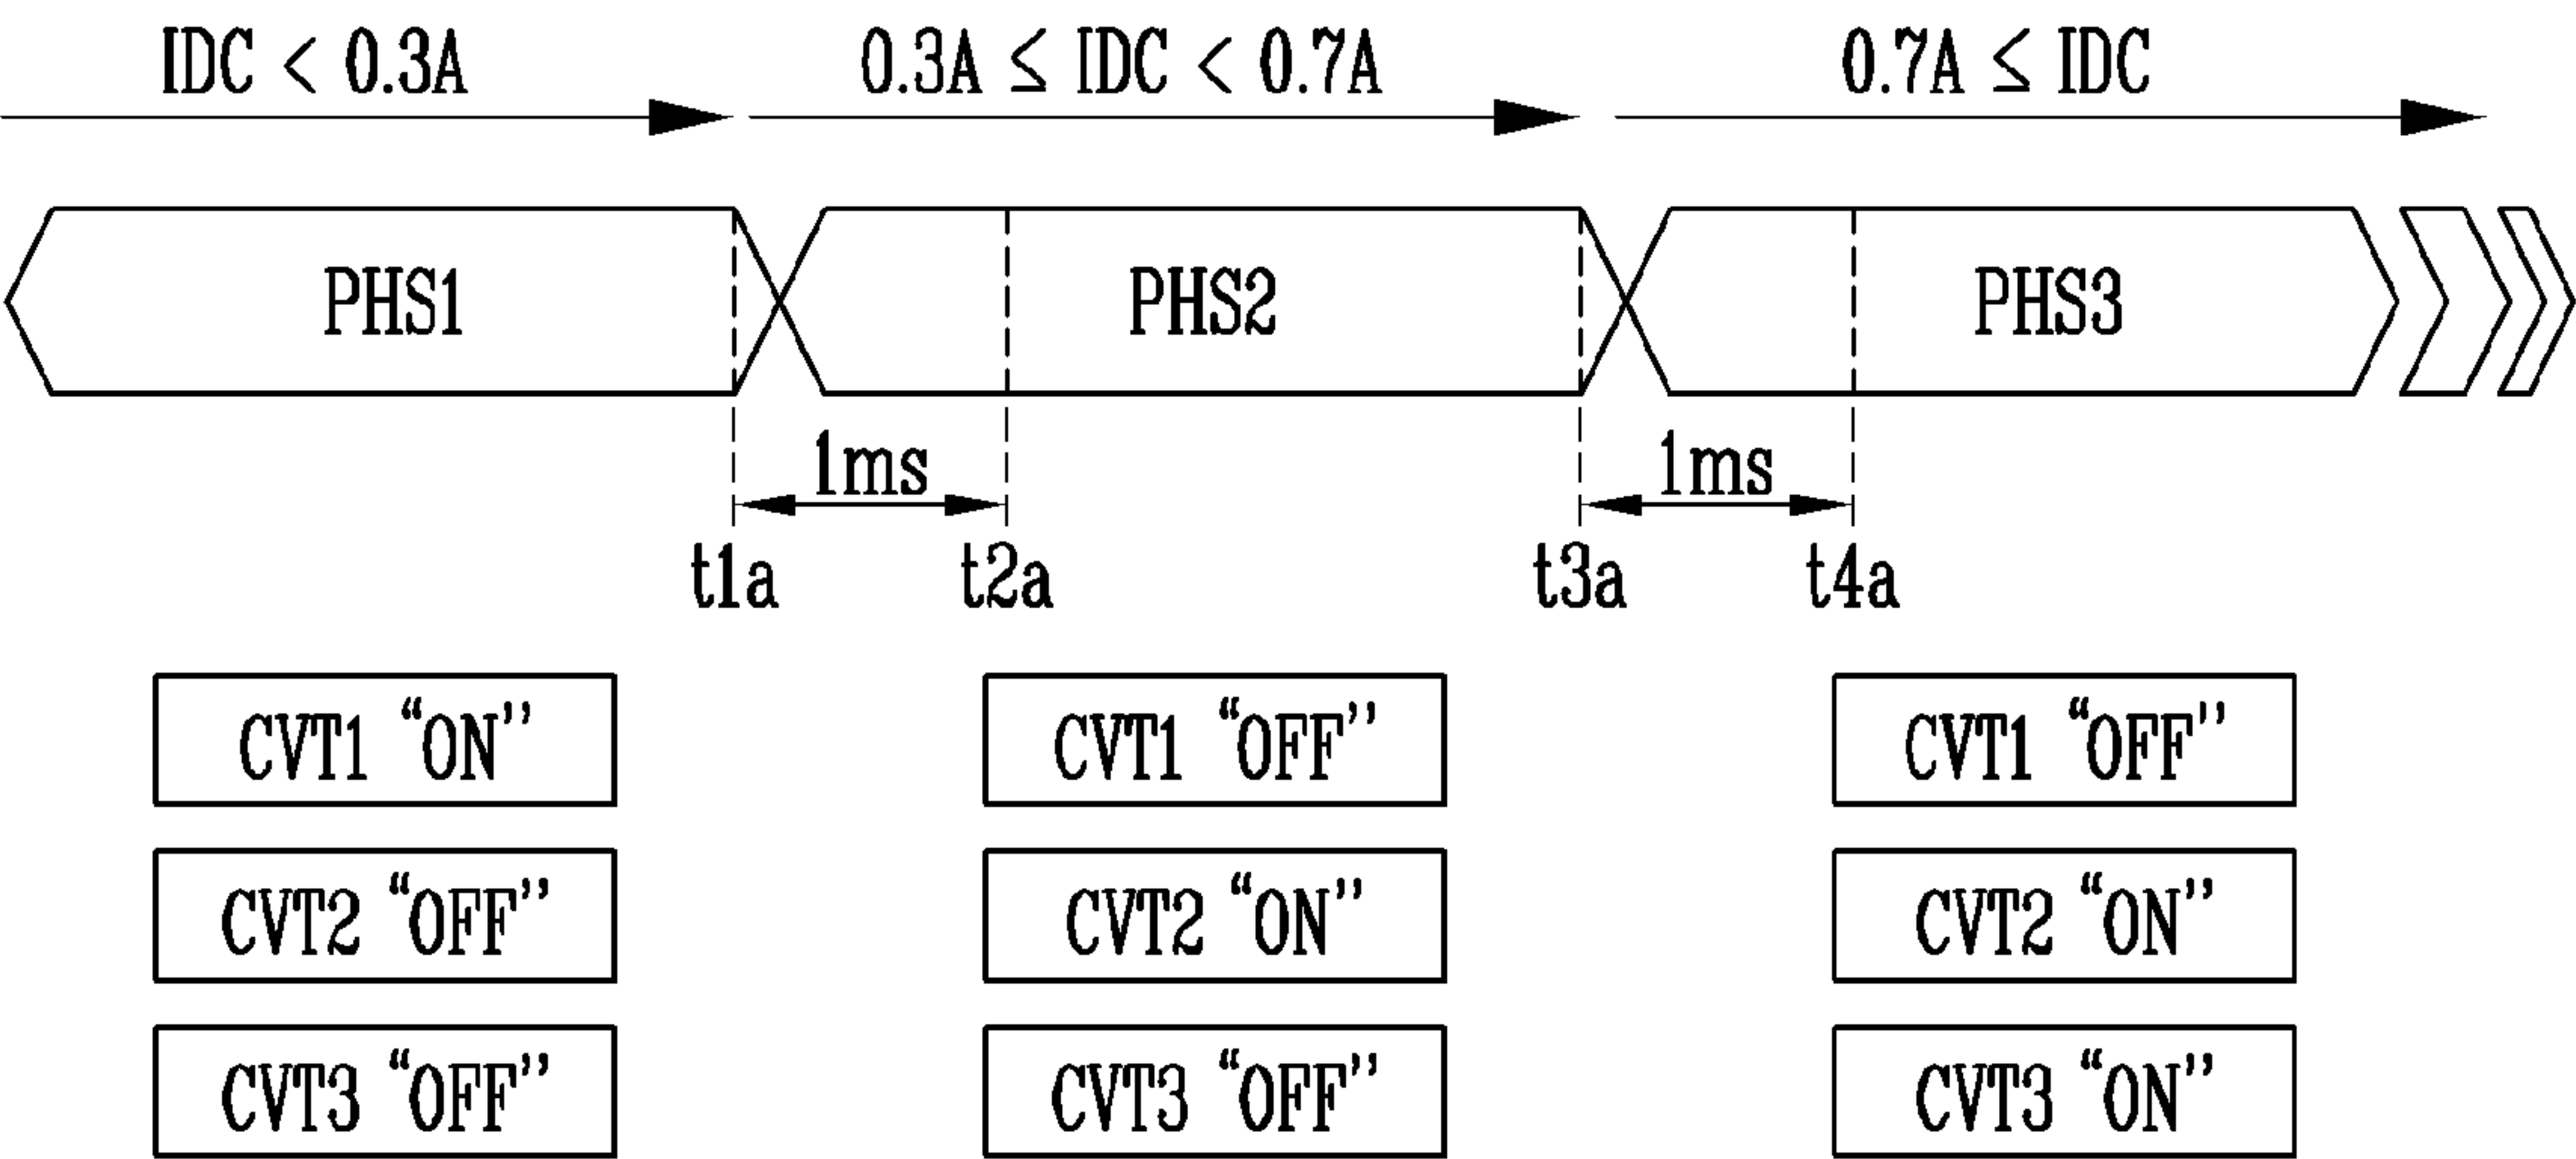 IDC < 0.3A
0.3A ≤ IDC < 0.7A
0.7A ≤ IDC
PHS1
PHS2
PHS3
1ms
1ms
t1a
t2a
t3a
t4a
CVT1 “ON”
CVT1 “OFF”
CVT1 “OFF”
CVT2 “OFF”
CVT2 “ON”
CVT2 “ON”
CVT3 “OFF”
CVT3 “OFF”
CVT3 “ON”